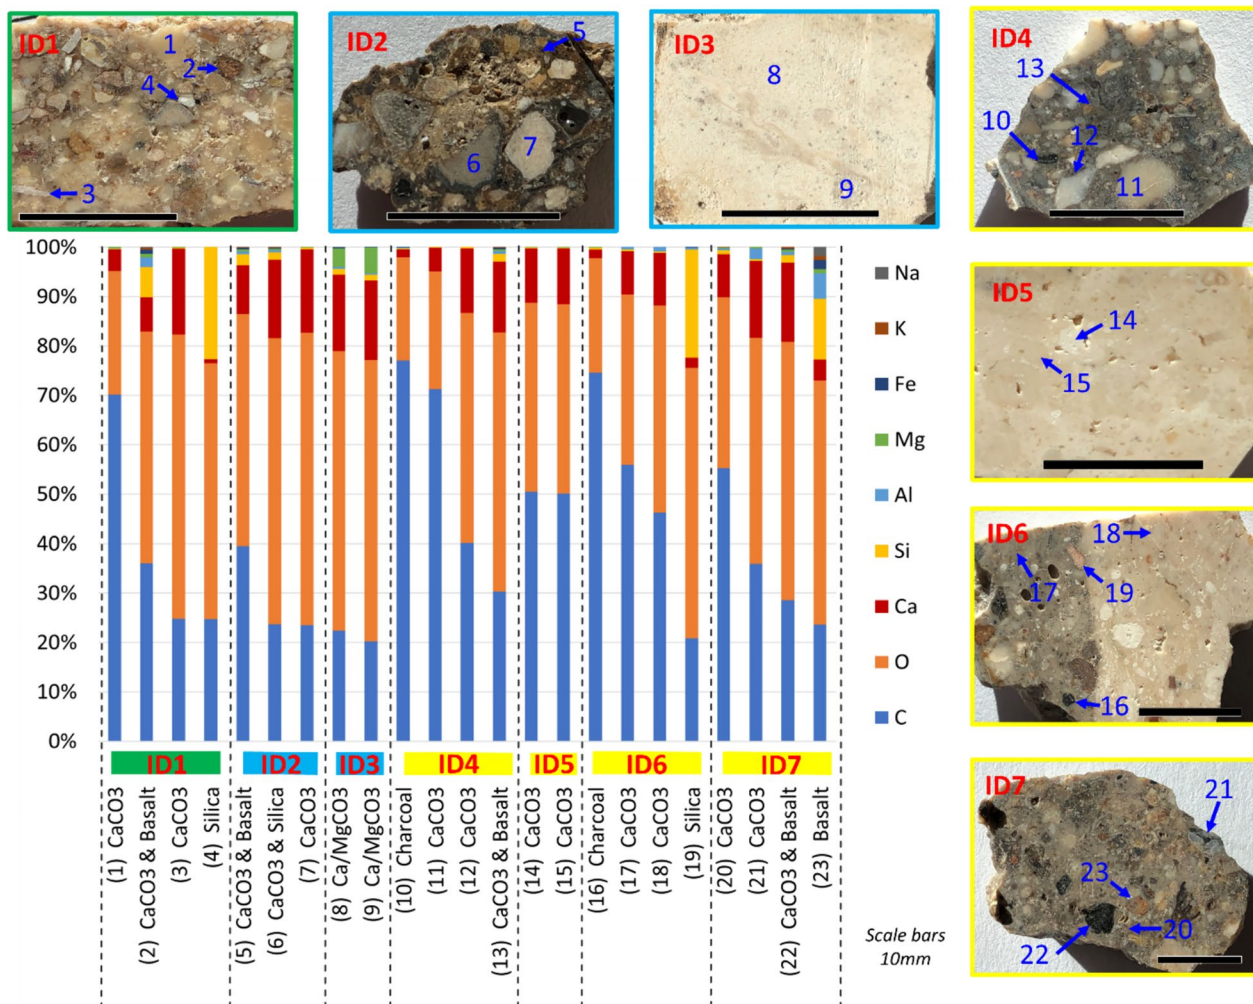 ID1
1
2
4
3
ID2
5
6
7
ID3
8
9
ID4
13
10
12
11
100%
90%
80%
70%
60%
50%
40%
30%
20%
10%
0%
Na
K
Fe
Mg
Al
Si
Ca
O
C
ID5
14
15
ID6
18
17
19
16
ID7
21
23
20
22
ID1
ID2
ID3
ID4
ID5
ID6
ID7
(1) CaCO3
(2) CaCO3 & Basalt
(3) CaCO3
(4) Silica
(5) CaCO3 & Basalt
(6) CaCO3 & Silica
(7) CaCO3
(8) Ca/MgCO3
(9) Ca/MgCO3
(10) Charcoal
(11) CaCO3
(12) CaCO3
(13) CaCO3 & Basalt
(14) CaCO3
(15) CaCO3
(16) Charcoal
(17) CaCO3
(18) CaCO3
(19) Silica
(20) CaCO3
(21) CaCO3
(22) CaCO3 & Basalt
(23) Basalt
Scale bars
10mm